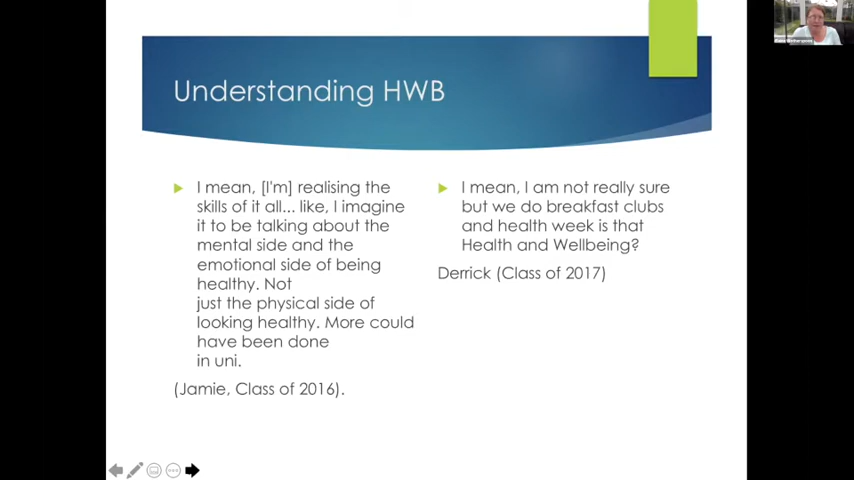 Understanding HWB
I mean, [I'm] realising the
skills of it all... like, I imagine
it to be talking about the
mental side and the
emotional side of being
healthy. Not
just the physical side of
looking healthy. More could
have been done
in uni.
(Jamie, Class of 2016).
I mean, I am not really sure
but we do breakfast clubs
and health week is that
Health and Wellbeing?
Derrick (Class of 2017)